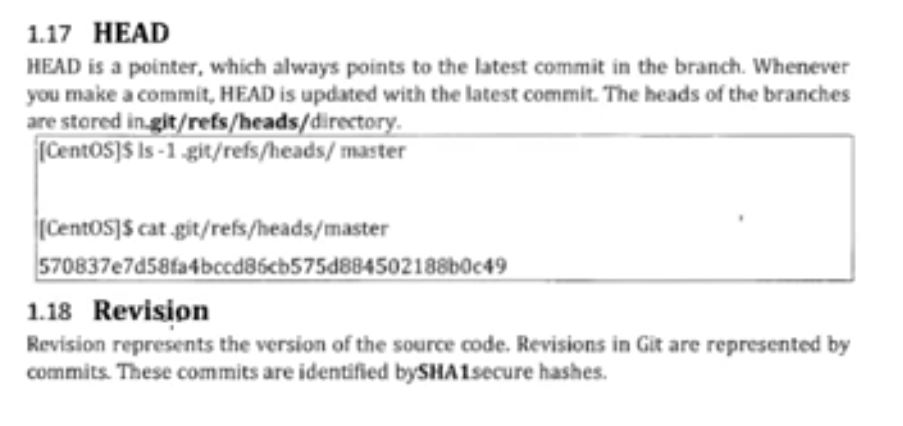 1.17 HEAD
HEAD is a pointer, which always points to the latest commit in the branch. Whenever
you make a commit, HEAD is updated with the latest commit. The heads of the branches
are stored in.git/refs/heads/directory.
[CentOS]$ ls -1 .git/refs/heads/ master
[CentOS]$ cat .git/refs/heads/master
570837e7d58fa4bccd86cb575d884502188b0c49
1.18 Revision
Revision represents the version of the source code. Revisions in Git are represented by
commits. These commits are identified bySHA1secure hashes.